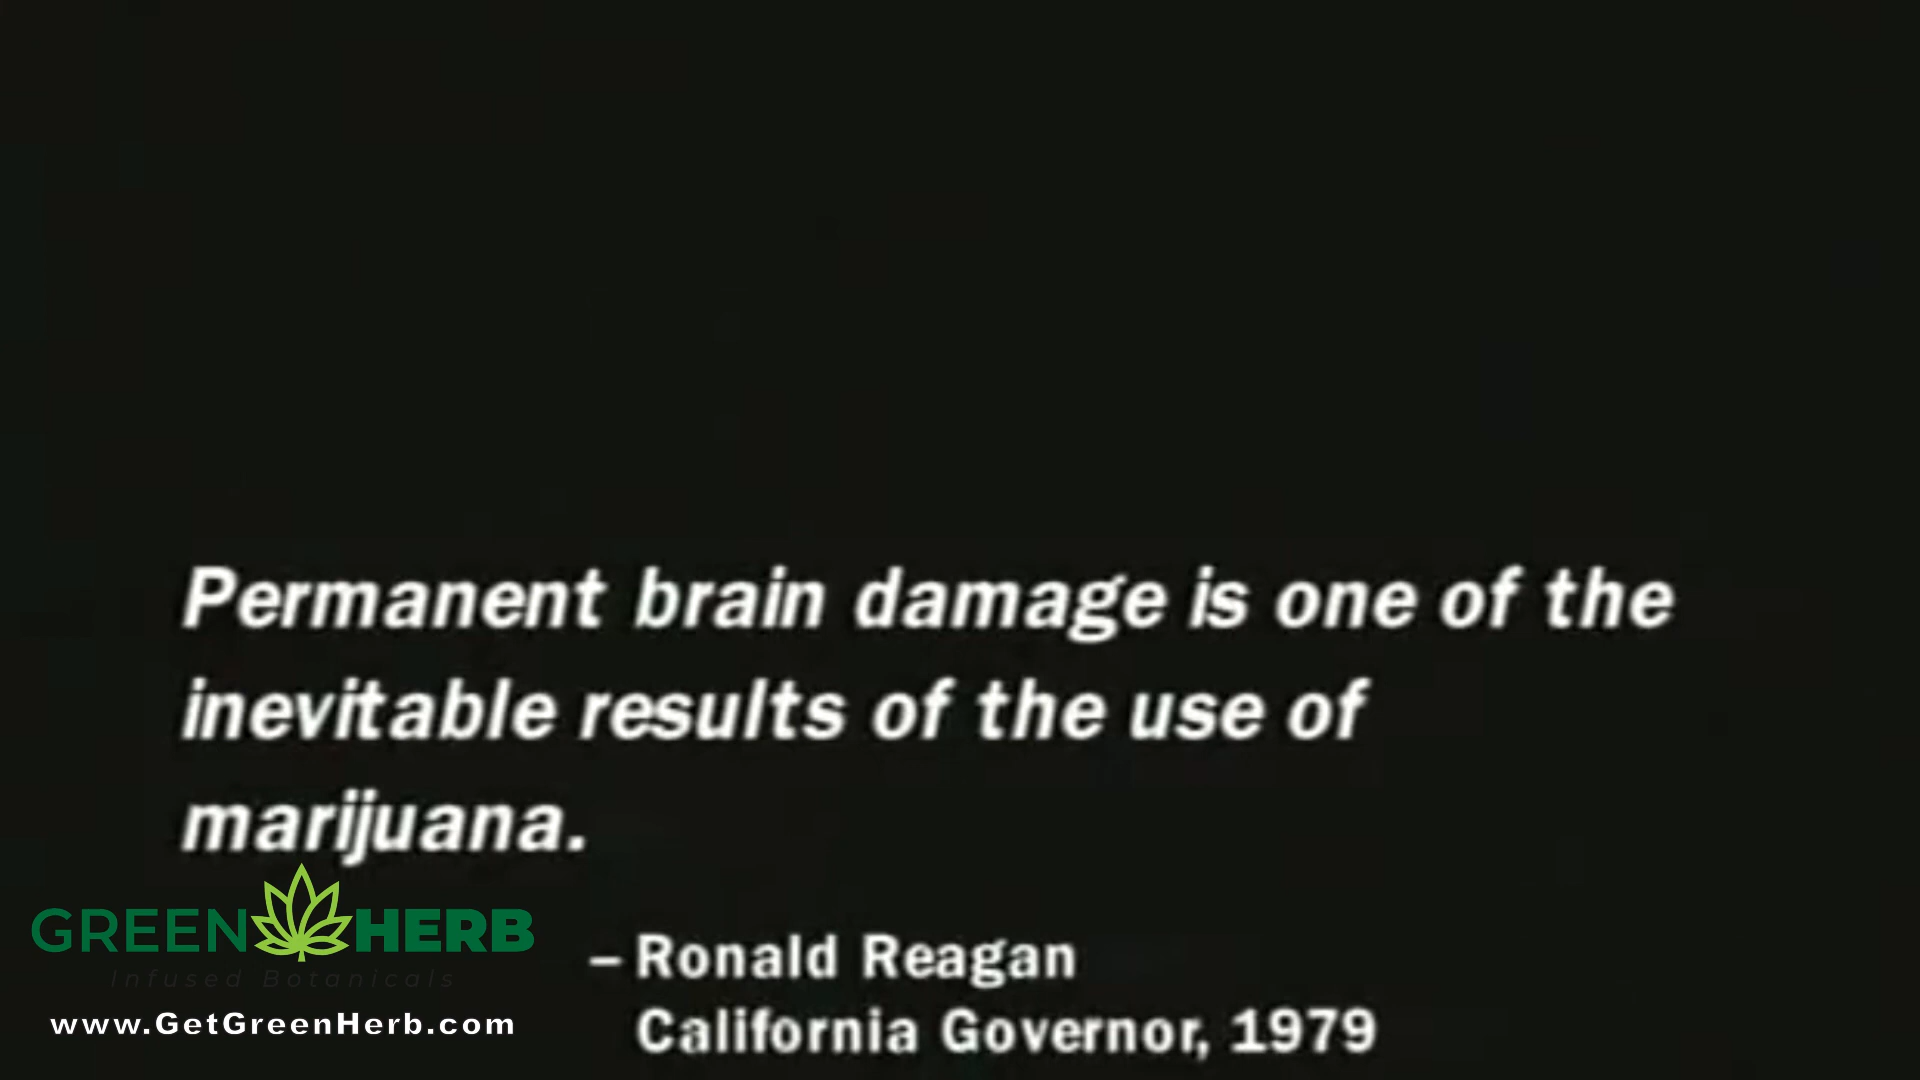 Permanent brain damage is one of the
inevitable results of the use of
marijuana.
GREEN HERB
Infused Botanicals
www.GetGreenHerb.com
– Ronald Reagan
California Governor, 1979